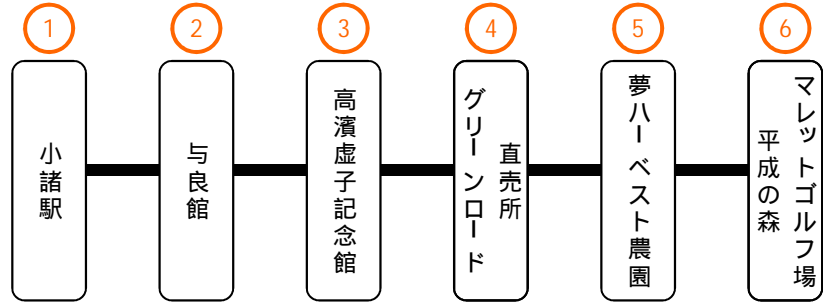 1
小諸駅
2
与良館
3
高濱虚子記念館
4
直売所
グリーンロード
5
夢ハーベスト農園
6
マレットゴルフ場
平成の森